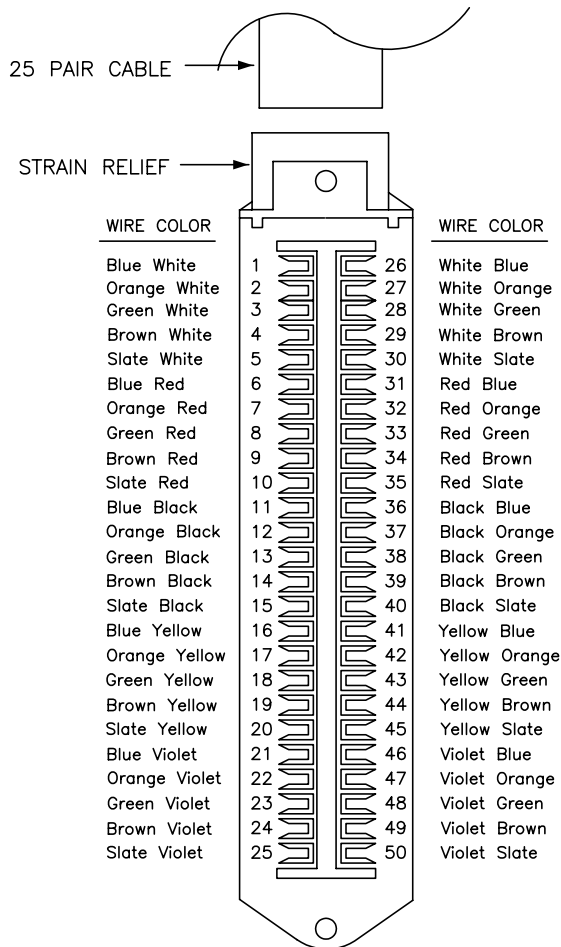 25 PAIR CABLE
STRAIN RELIEF
WIRE COLOR WIRE COLOR
Blue White 1 26 White Blue
Orange White 2 27 White Orange
Green White 3 28 White Green
Brown White 4 29 White Brown
Slate White 5 30 White Slate
Blue Red 6 31 Red Blue
Orange Red 7 32 Red Orange
Green Red 8 33 Red Green
Brown Red 9 34 Red Brown
Slate Red 10 35 Red Slate
Blue Black 11 36 Black Blue
Orange Black 12 37 Black Orange
Green Black 13 38 Black Green
Brown Black 14 39 Black Brown
Slate Black 15 40 Black Slate
Blue Yellow 16 41 Yellow Blue
Orange Yellow 17 42 Yellow Orange
Green Yellow 18 43 Yellow Green
Brown Yellow 19 44 Yellow Brown
Slate Yellow 20 45 Yellow Slate
Blue Violet 21 46 Violet Blue
Orange Violet 22 47 Violet Orange
Green Violet 23 48 Violet Green
Brown Violet 24 49 Violet Brown
Slate Violet 25 50 Violet Slate